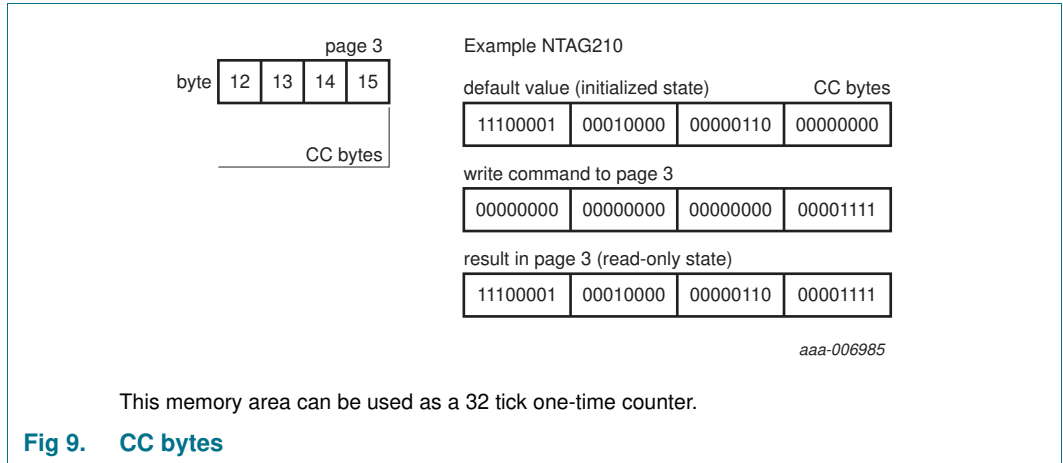 page 3
byte 12 13 14 15
CC bytes
Example NTAG210
default value (initialized state) CC bytes
11100001 00010000 00000110 00000000
write command to page 3
00000000 00000000 00000000 00001111
result in page 3 (read-only state)
11100001 00010000 00000110 00001111
aaa-006985
This memory area can be used as a 32 tick one-time counter.
Fig 9. CC bytes